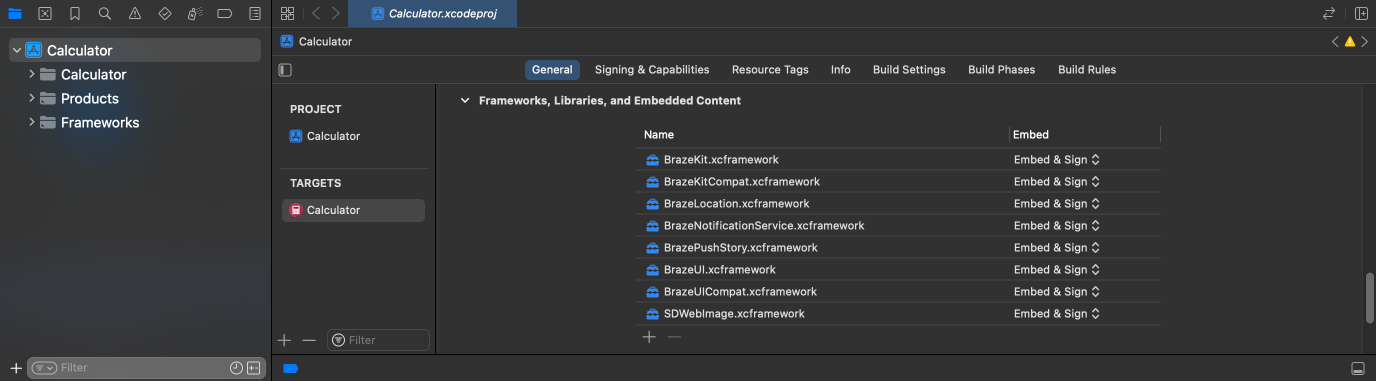 Calculator.xcodeproj
Calculator
Calculator
Products
Frameworks
Filter
Calculator
General Signing & Capabilities Resource Tags Info Build Settings Build Phases Build Rules
PROJECT
Calculator
TARGETS
Calculator
Filter
Frameworks, Libraries, and Embedded Content
Name Embed
BrazeKit.xcframework Embed & Sign
BrazeKitCompat.xcframework Embed & Sign
BrazeLocation.xcframework Embed & Sign
BrazeNotificationService.xcframework Embed & Sign
BrazePushStory.xcframework Embed & Sign
BrazeUI.xcframework Embed & Sign
BrazeUICompat.xcframework Embed & Sign
SDWebImage.xcframework Embed & Sign